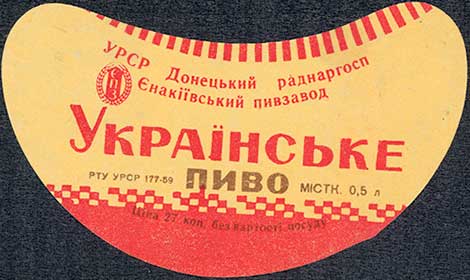 УРСР Донецький раднаргосп
Єнакіївський пивзавод
УКРАЇНСЬКЕ
РТУ УРСР 177-59 ПИВО МІСТК. 0,5 л
Ціна 27 коп. без вартості посуду